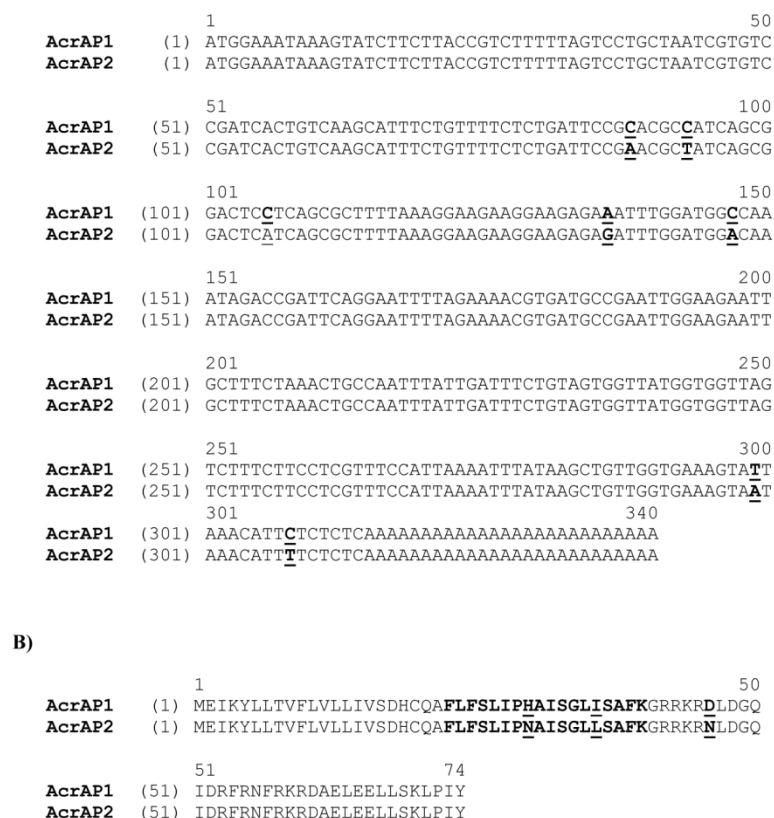 1 50
AcrAP1 (1) ATGGAAATAAAGTATCTTCTTACCGTCTTTTTAGTCCTGCTAATCGTGTC
AcrAP2 (1) ATGGAAATAAAGTATCTTCTTACCGTCTTTTTAGTCCTGCTAATCGTGTC
51 100
AcrAP1 (51) CGATCACTGTCAAGCATTTCTGTTTTCTCTGATTCCGCACGCCATCAGCG
AcrAP2 (51) CGATCACTGTCAAGCATTTCTGTTTTCTCTGATTCCGAACGCTATCAGCG
101 150
AcrAP1 (101) GACTCCTCAGCGCTTTTAAAGGAAGAAGGAAGAGAAATTTGGATGGCCAA
AcrAP2 (101) GACTCATCAGCGCTTTTAAAGGAAGAAGGAAGAGAGATTTGGATGGACAA
151 200
AcrAP1 (151) ATAGACCGATTCAGGAATTTTAGAAAACGTGATGCCGAATTGGAAGAATT
AcrAP2 (151) ATAGACCGATTCAGGAATTTTAGAAAACGTGATGCCGAATTGGAAGAATT
201 250
AcrAP1 (201) GCTTTCTAAACTGCCAATTTATTGATTTCTGTAGTGGTTATGGTGGTTAG
AcrAP2 (201) GCTTTCTAAACTGCCAATTTATTGATTTCTGTAGTGGTTATGGTGGTTAG
251 300
AcrAP1 (251) TCTTTCTTCCTCGTTTCCATTAAAATTTATAAGCTGTTGGTGAAAGTATT
AcrAP2 (251) TCTTTCTTCCTCGTTTCCATTAAAATTTATAAGCTGTTGGTGAAAGTAAT
301 340
AcrAP1 (301) AAACATTCTCTCTCAAAAAAAAAAAAAAAAAAAAAAAAAA
AcrAP2 (301) AAACATTTTCTCTCAAAAAAAAAAAAAAAAAAAAAAAAAA
B)
1 50
AcrAP1 (1) MEIKYLLTVFLVLLIVSDHCQAFLFSLIPHAISGLISAFKGRRKRDLDGQ
AcrAP2 (1) MEIKYLLTVFLVLLIVSDHCQAFLFSLIPNAISGLLSAFKGRRKRNLDGQ
51 74
AcrAP1 (51) IDRFRNFRKRDAELEELLSKLPIY
AcrAP2 (51) IDRFRNFRKRDAELEELLSKLPIY